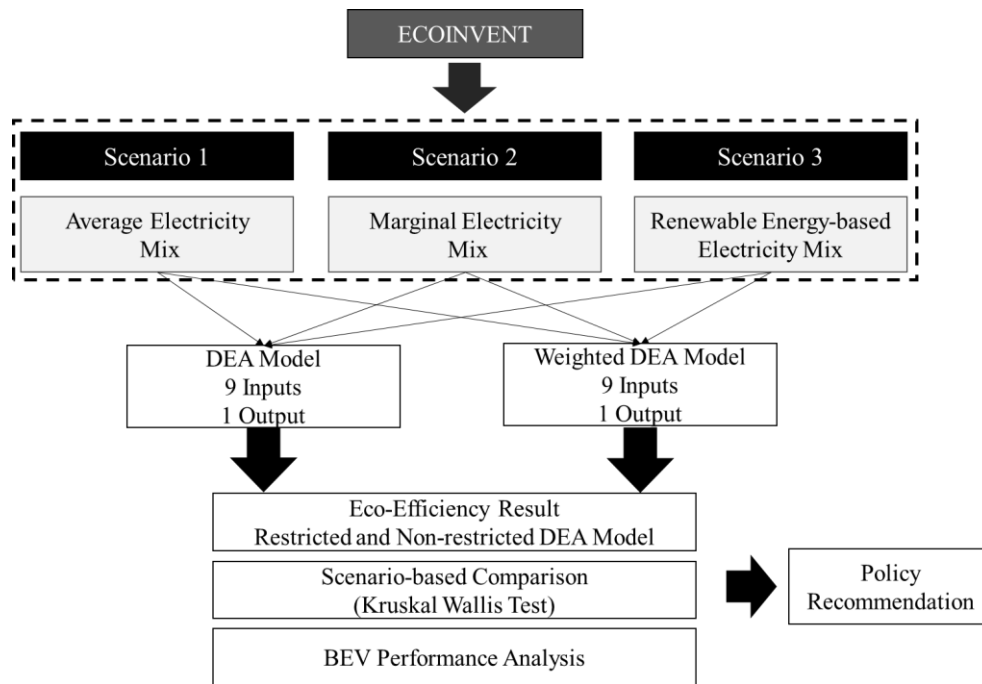 ECOINVENT
Scenario 1
Scenario 2
Scenario 3
Average Electricity
Mix
Marginal Electricity
Mix
Renewable Energy-based
Electricity Mix
DEA Model
9 Inputs
1 Output
Weighted DEA Model
9 Inputs
1 Output
Eco-Efficiency Result
Restricted and Non-restricted DEA Model
Scenario-based Comparison
(Kruskal Wallis Test)
BEV Performance Analysis
Policy
Recommendation